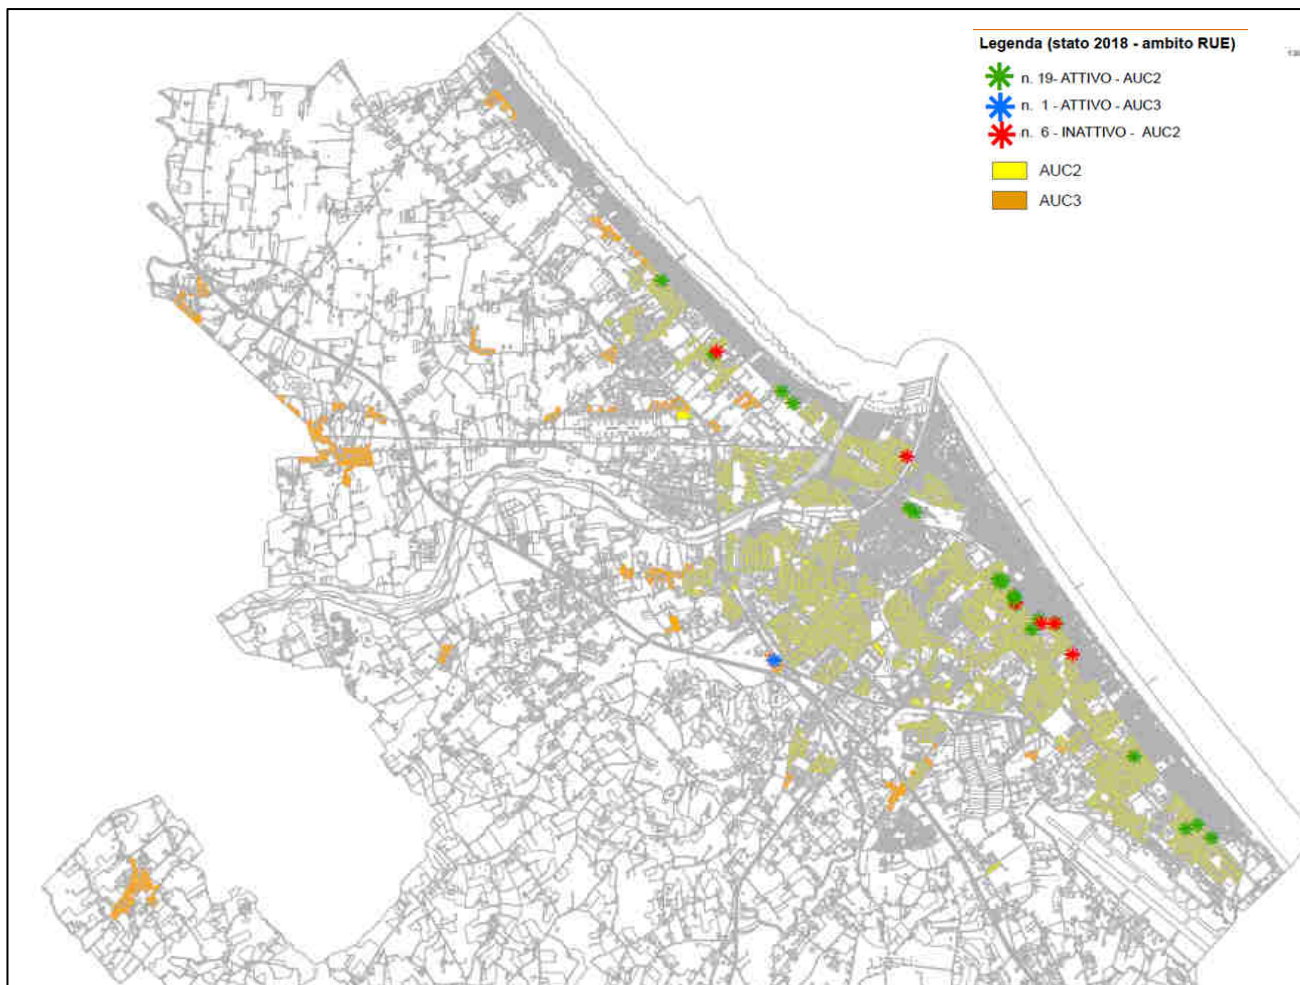 Legenda (stato 2018 - ambito RUE)
n. 19- ATTIVO - AUC2
n. 1 - ATTIVO - AUC3
n. 6 - INATTIVO - AUC2
AUC2
AUC3